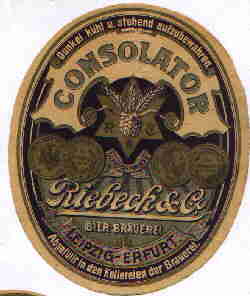 Dunkel kühl u. stehend aufzubewahren.
CONSOLATOR
R & C
Riebeck & Co.
BIER-BRAUEREI
LEIPZIG-ERFURT
Abgefüllt in den Kellereien der Brauerei.